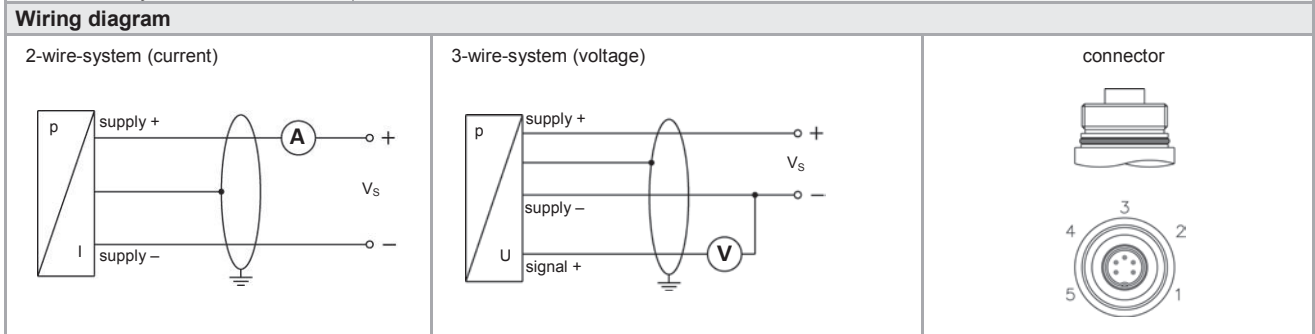 Wiring diagram
2-wire-system (current)
p
supply +
A
+
V_S
I
supply –
–
3-wire-system (voltage)
p
supply +
+
V_S
supply –
–
U
signal +
V
connector
3
4
2
5
1